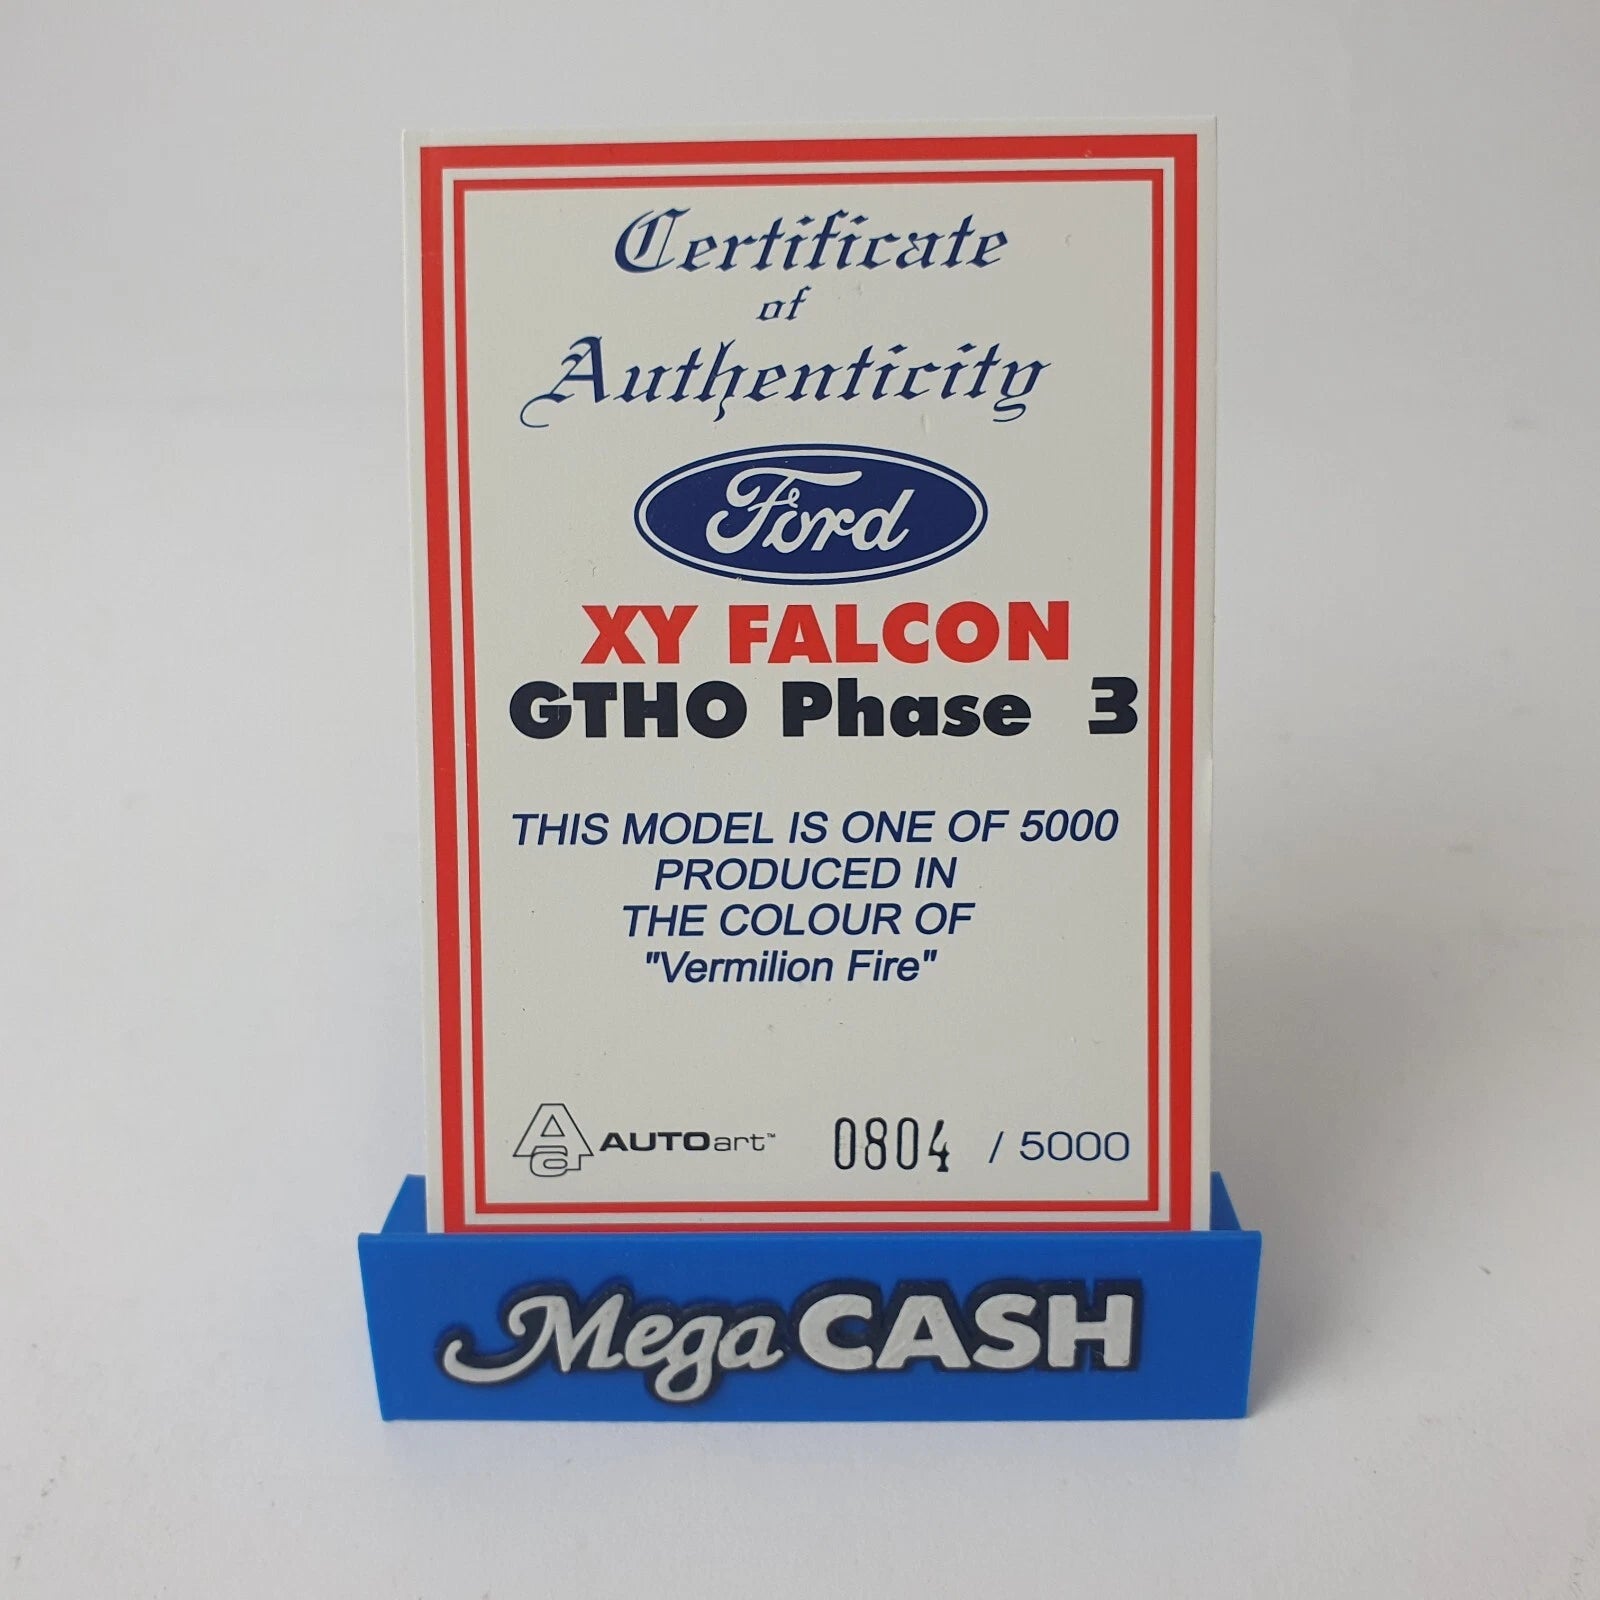 Certificate
of
Authenticity
Ford
XY FALCON
GTHO Phase 3
THIS MODEL IS ONE OF 5000
PRODUCED IN
THE COLOUR OF
"Vermilion Fire"
Aa AUTOart™ 0804 / 5000
Mega CASH